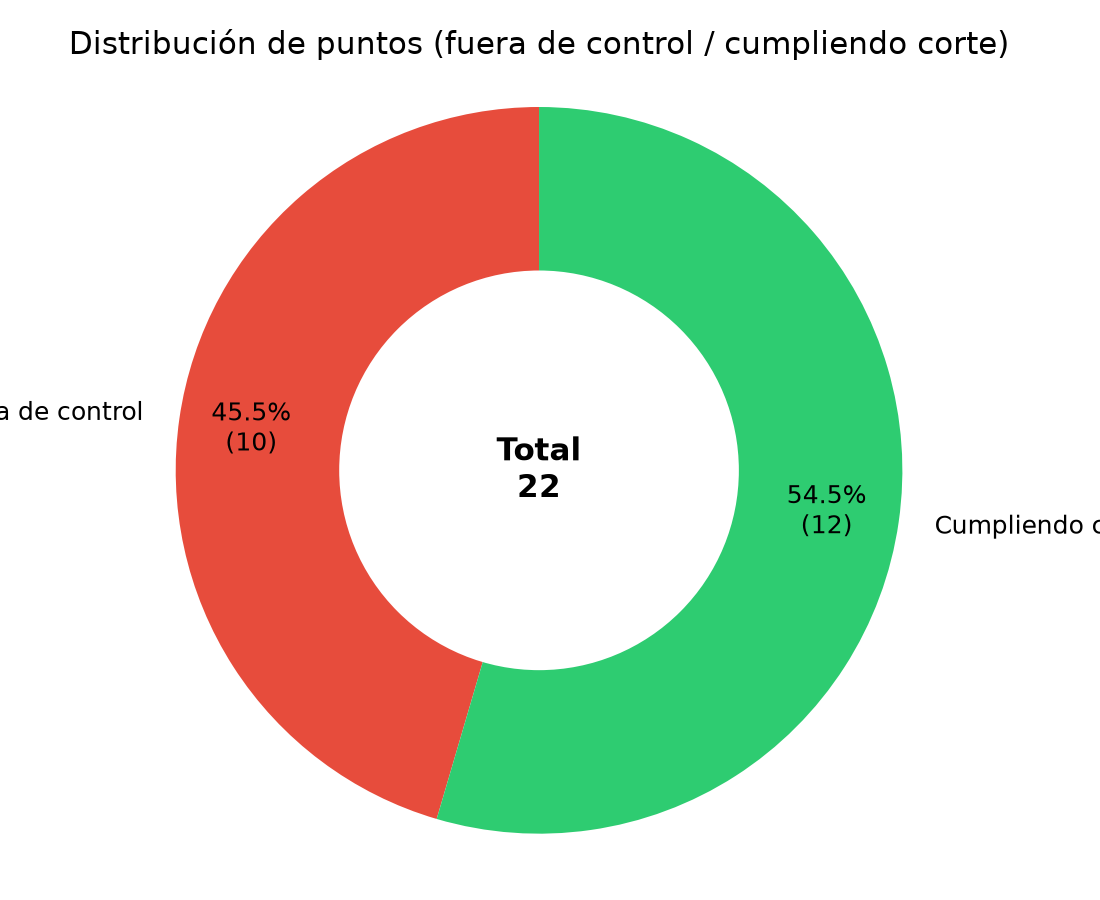 Distribución de puntos (fuera de control / cumpliendo corte)
a de control
45.5%
(10)
Total
22
54.5%
(12)
Cumpliendo